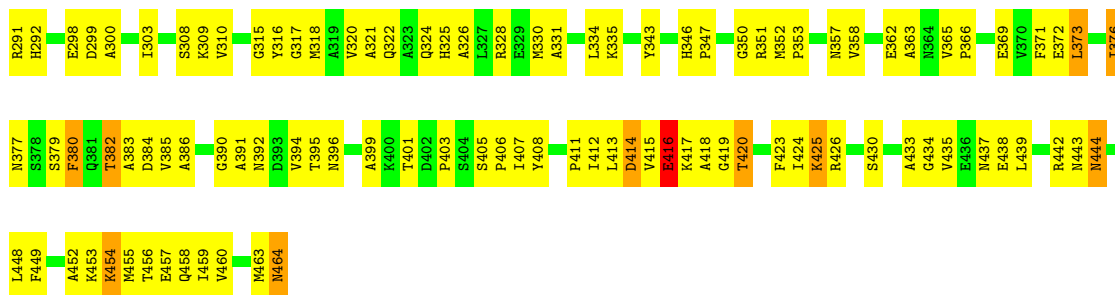 R291 H292 E298 D299 A300 I303 S308 K309 V310 G315 Y316 G317 M318 A319 V320 A321 Q322 A323 Q324 H325 A326 L327 R328 E329 M330 A331 L334 K335 Y343 H346 P347 G350 R351 M352 P353 N357 V358 E362 A363 N364 V365 P366 E369 V370 F371 E372 L373
N377 S378 S379 F380 Q381 T382 A383 D384 V385 A386 G390 A391 N392 D393 V394 T395 N396 A399 K400 T401 D402 P403 S404 S405 P406 I407 Y408 P411 I412 L413 D414 V415 E416 K417 A418 G419 T420 F423 I424 K425 R426 S430 A433 G434 V435 E436 N437 E438 L439 R442 N443 N444
L448 F449 A452 K453 K454 M455 T456 E457 Q458 I459 V460 M463 N464